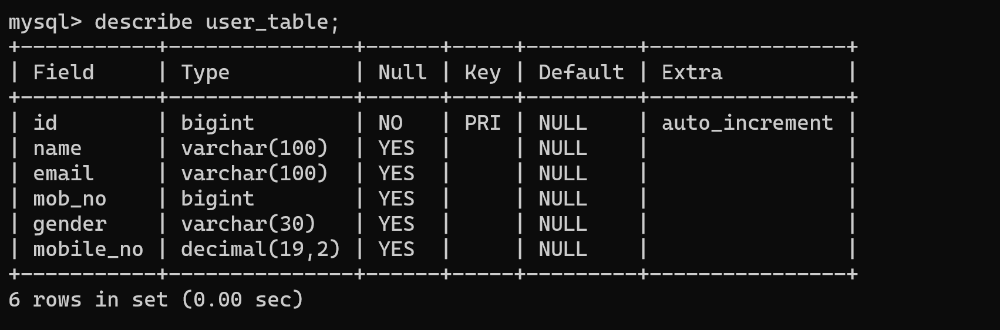 mysql> describe user_table;
+-----------+---------------+------+-----+---------+----------------+
| Field     | Type          | Null | Key | Default | Extra          |
+-----------+---------------+------+-----+---------+----------------+
| id        | bigint        | NO   | PRI | NULL    | auto_increment |
| name      | varchar(100)  | YES  |     | NULL    |                |
| email     | varchar(100)  | YES  |     | NULL    |                |
| mob_no    | bigint        | YES  |     | NULL    |                |
| gender    | varchar(30)   | YES  |     | NULL    |                |
| mobile_no | decimal(19,2) | YES  |     | NULL    |                |
+-----------+---------------+------+-----+---------+----------------+
6 rows in set (0.00 sec)